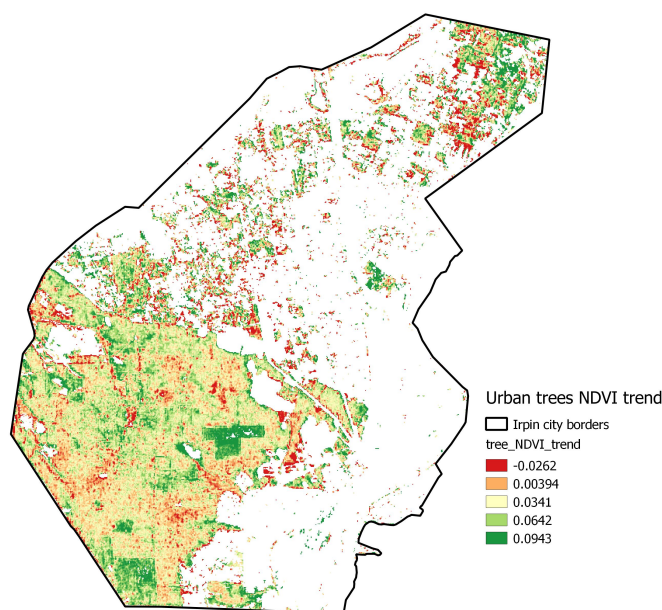 Urban trees NDVI trend
Irpin city borders
tree_NDVI_trend
-0.0262
0.00394
0.0341
0.0642
0.0943